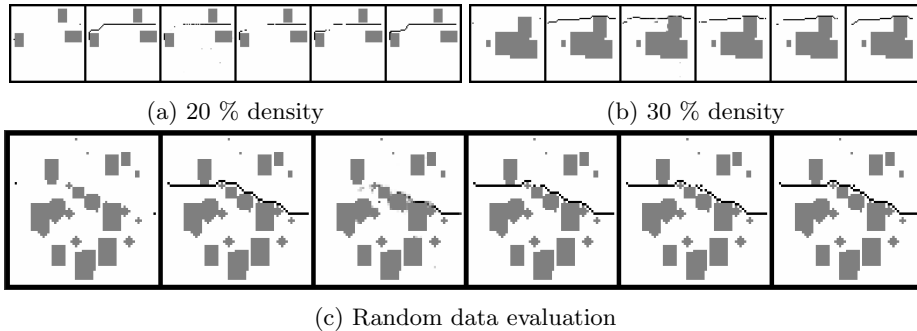 (a) 20 % density
(b) 30 % density
(c) Random data evaluation